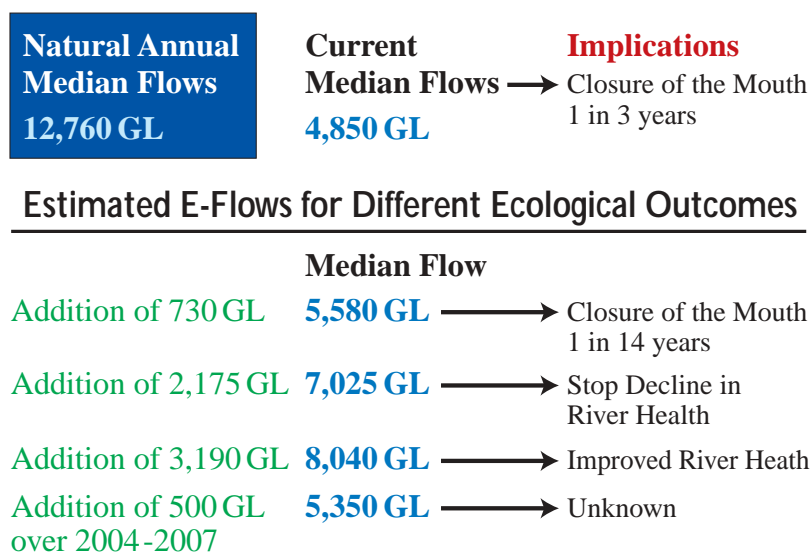 Natural Annual
Median Flows
12,760 GL
Current
Median Flows
4,850 GL
Implications
Closure of the Mouth
1 in 3 years
Estimated E-Flows for Different Ecological Outcomes
Median Flow
Addition of 730 GL 5,580 GL Closure of the Mouth
1 in 14 years
Addition of 2,175 GL 7,025 GL Stop Decline in
River Health
Addition of 3,190 GL 8,040 GL Improved River Heath
Addition of 500 GL 5,350 GL Unknown
over 2004-2007